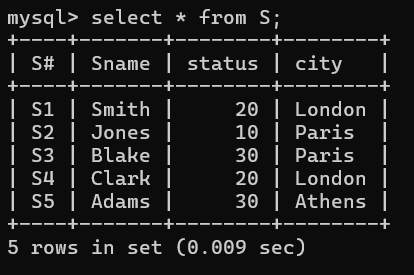 mysql> select * from S;
+----+-------+--------+--------+
| S# | Sname | status | city   |
+----+-------+--------+--------+
| S1 | Smith |     20 | London |
| S2 | Jones |     10 | Paris  |
| S3 | Blake |     30 | Paris  |
| S4 | Clark |     20 | London |
| S5 | Adams |     30 | Athens |
+----+-------+--------+--------+
5 rows in set (0.009 sec)